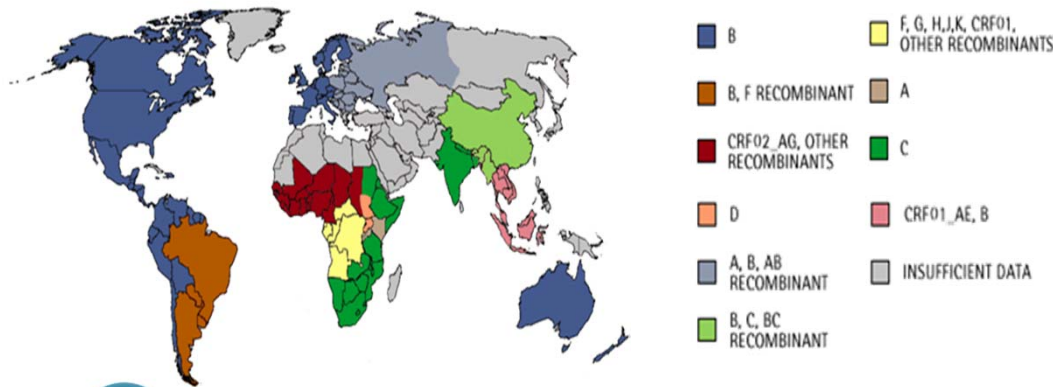 B
B, F RECOMBINANT
CRF02_AG, OTHER
RECOMBINANTS
D
A, B, AB
RECOMBINANT
B, C, BC
RECOMBINANT
F, G, H,J,K, CRF01,
OTHER RECOMBINANTS
A
C
CRF01_AE, B
INSUFFICIENT DATA